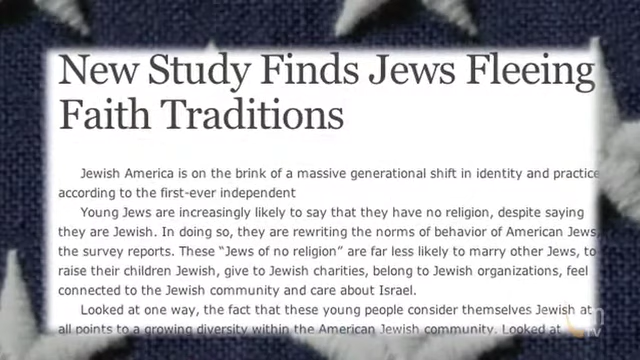 New Study Finds Jews Fleeing
Faith Traditions
Jewish America is on the brink of a massive generational shift in identity and practice
according to the first-ever independent
Young Jews are increasingly likely to say that they have no religion, despite saying
they are Jewish. In doing so, they are rewriting the norms of behavior of American Jews,
the survey reports. These “Jews of no religion” are far less likely to marry other Jews, to
raise their children Jewish, give to Jewish charities, belong to Jewish organizations, feel
connected to the Jewish community and care about Israel.
Looked at one way, the fact that these young people consider themselves Jewish at
all points to a growing diversity within the American Jewish community. Looked at